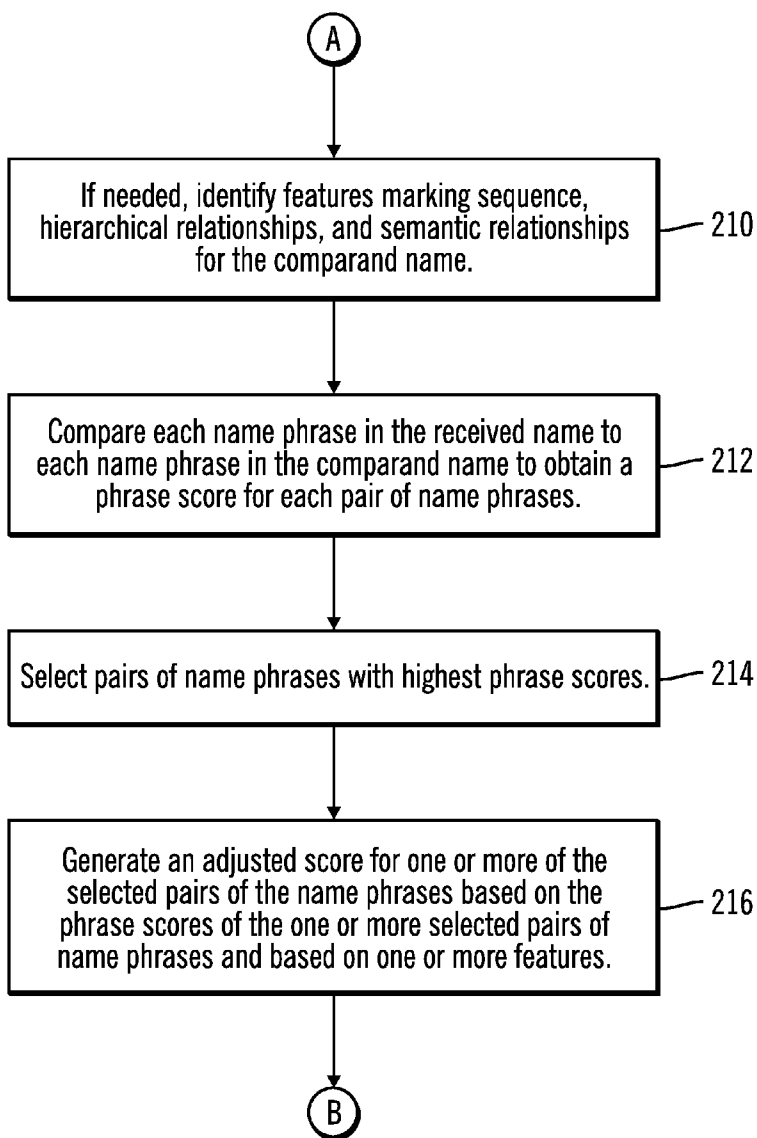 A
If needed, identify features marking sequence,
hierarchical relationships, and semantic relationships
for the comparand name.
210
Compare each name phrase in the received name to
each name phrase in the comparand name to obtain a
phrase score for each pair of name phrases.
212
Select pairs of name phrases with highest phrase scores.
214
Generate an adjusted score for one or more of the
selected pairs of the name phrases based on the
phrase scores of the one or more selected pairs of
name phrases and based on one or more features.
216
B